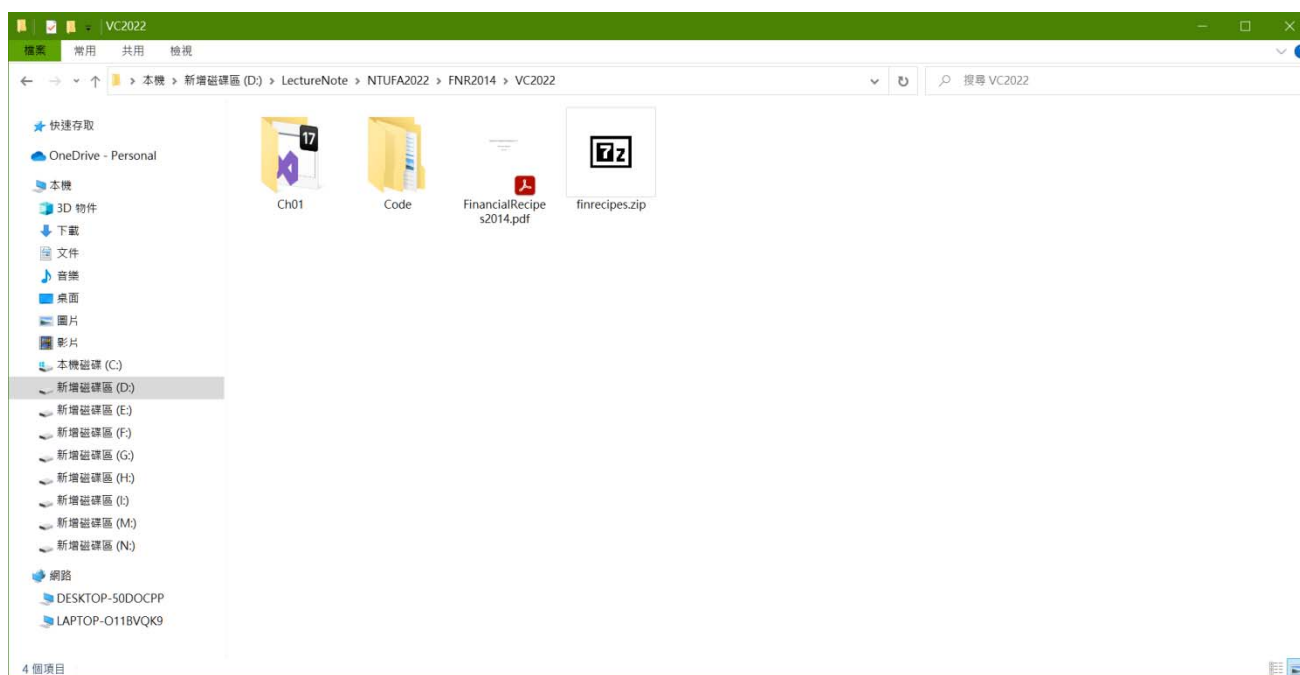 VC2022
檔案 常用 共用 檢視
本機 > 新增磁碟區 (D:) > LectureNote > NTUFA2022 > FNR2014 > VC2022
搜尋 VC2022
快速存取
OneDrive - Personal
本機
3D 物件
下載
文件
音樂
桌面
圖片
影片
本機磁碟 (C:)
新增磁碟區 (D:)
新增磁碟區 (E:)
新增磁碟區 (F:)
新增磁碟區 (G:)
新增磁碟區 (H:)
新增磁碟區 (I:)
新增磁碟區 (M:)
新增磁碟區 (N:)
網路
DESKTOP-50DOCPP
LAPTOP-O11BVQK9
17
7z
Ch01 Code FinancialRecipe finrecipes.zip
s2014.pdf
4 個項目